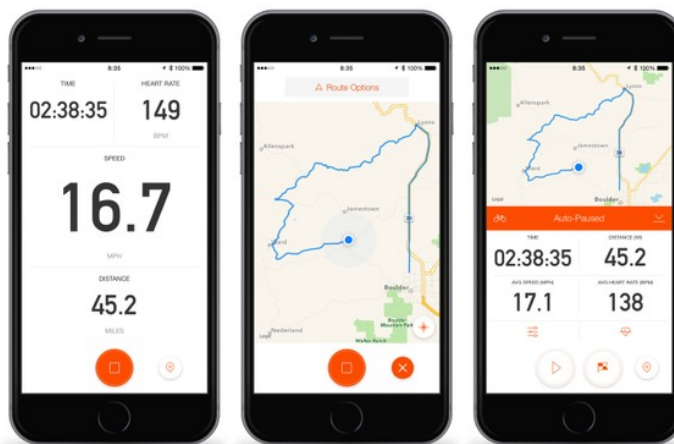 8:35
100%
TIME
HEART RATE
02:38:35
149
BPM
SPEED
16.7
MPH
DISTANCE
45.2
MILES
8:35
100%
Route Options
Lyons
Allenspark
36
Jamestown
Ward
Boulder
Boulder
Mountain Park
Nederland
Legal
8:35
100%
Lyons
Allenspark
36
Jamestown
Ward
Legal
Boulder
Auto-Paused
TIME
DISTANCE (MI)
02:38:35
45.2
AVG SPEED (MPH)
AVG HEART RATE (BPM)
17.1
138